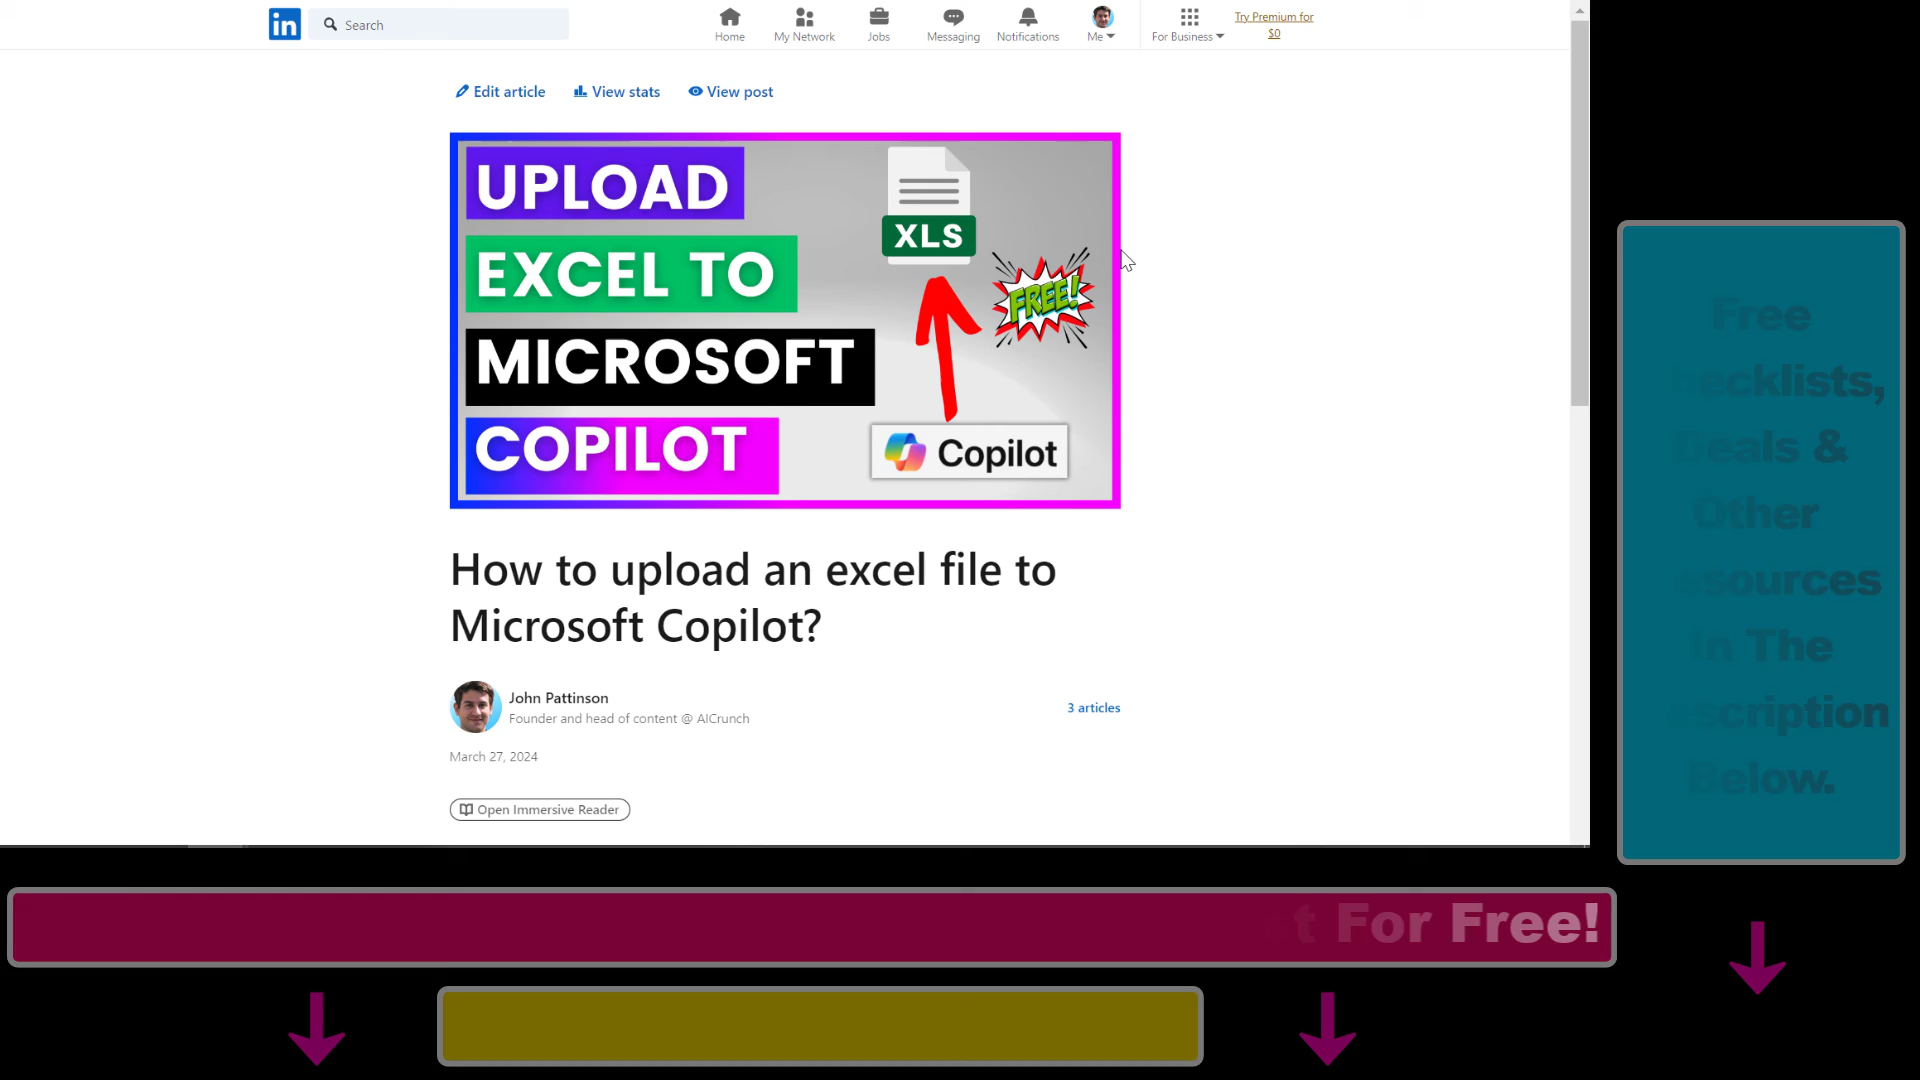 in
Search
Home
My Network
Jobs
Messaging
Notifications
Me
For Business
Try Premium for
$0
Edit article
View stats
View post
UPLOAD
EXCEL TO
MICROSOFT
COPILOT
XLS
FREE!
Copilot
How to upload an excel file to
Microsoft Copilot?
John Pattinson
Founder and head of content @ AICrunch
3 articles
March 27, 2024
Open Immersive Reader
Free
ecklists,
Deals &
Other
sources
In The
scription
Below.
For Free!